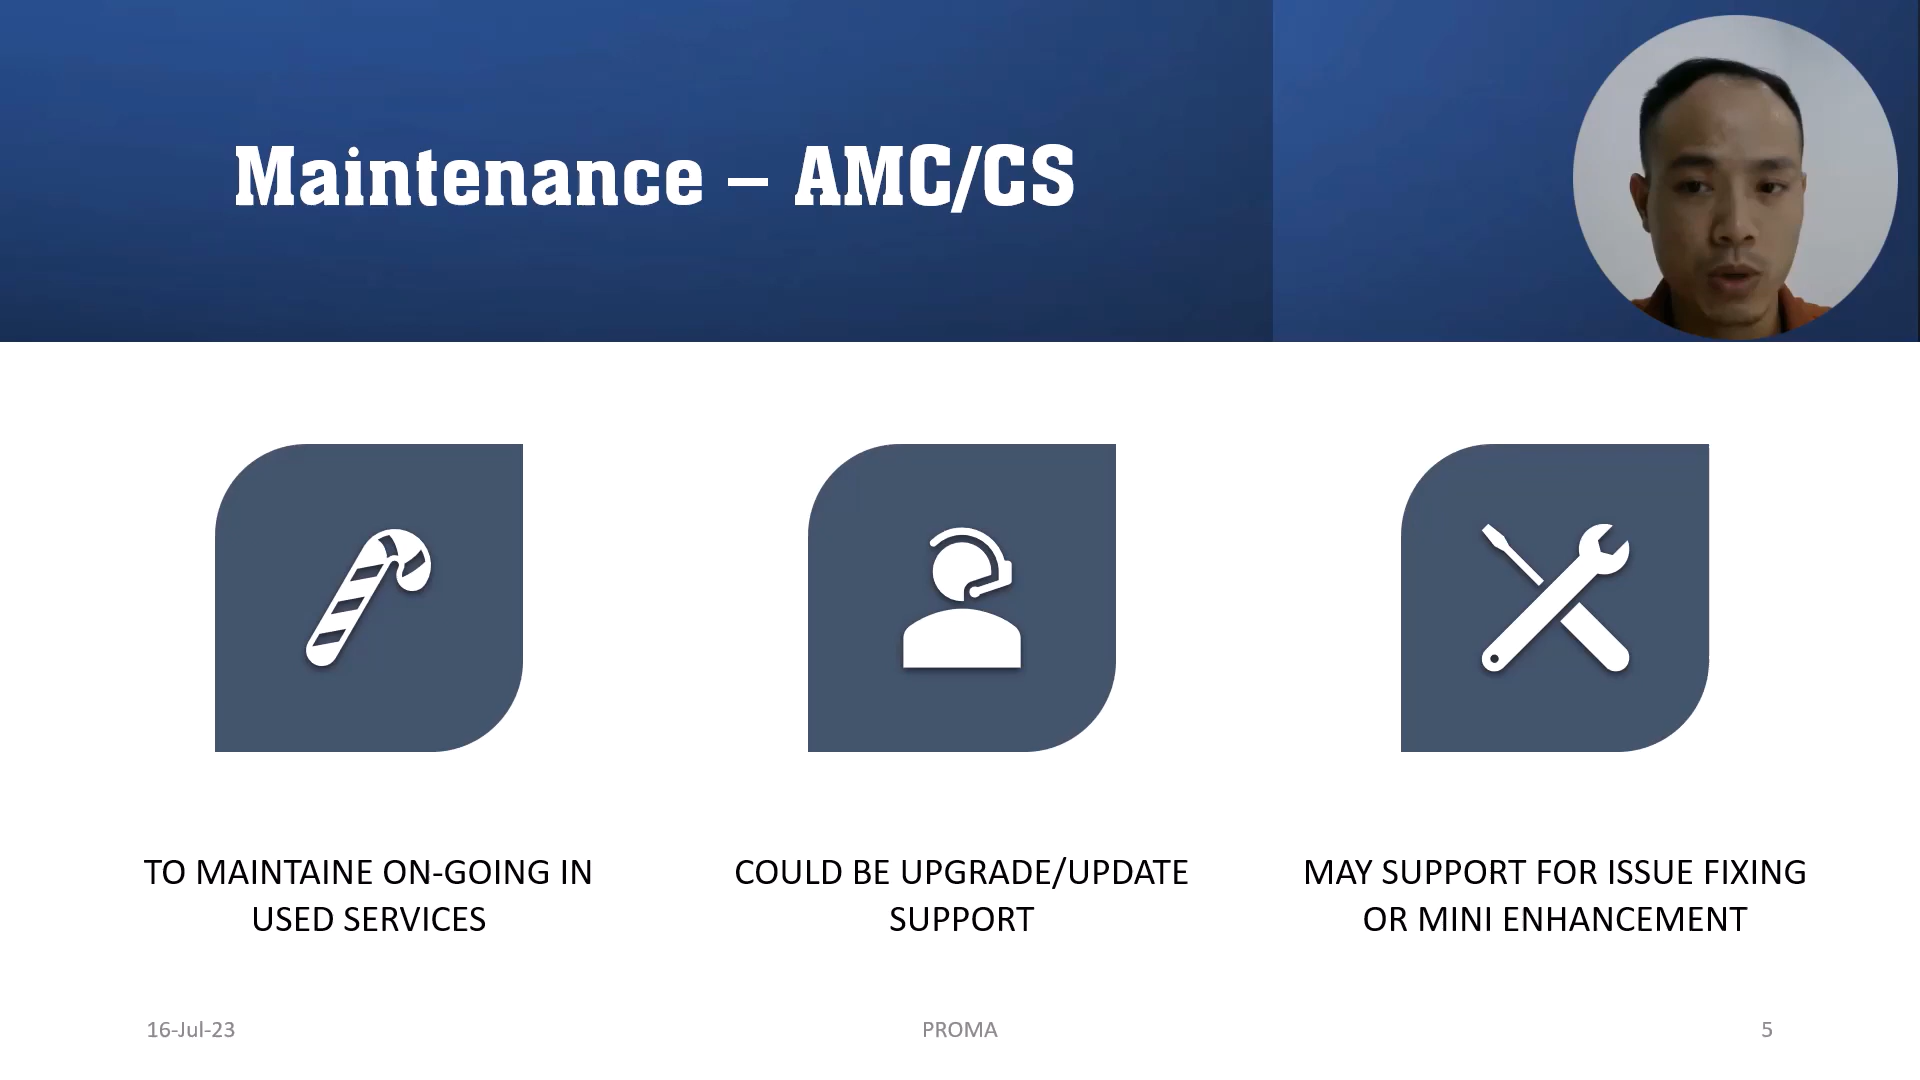 Maintenance – AMC/CS
TO MAINTAINE ON-GOING IN
USED SERVICES
COULD BE UPGRADE/UPDATE
SUPPORT
MAY SUPPORT FOR ISSUE FIXING
OR MINI ENHANCEMENT
16-Jul-23
PROMA
5